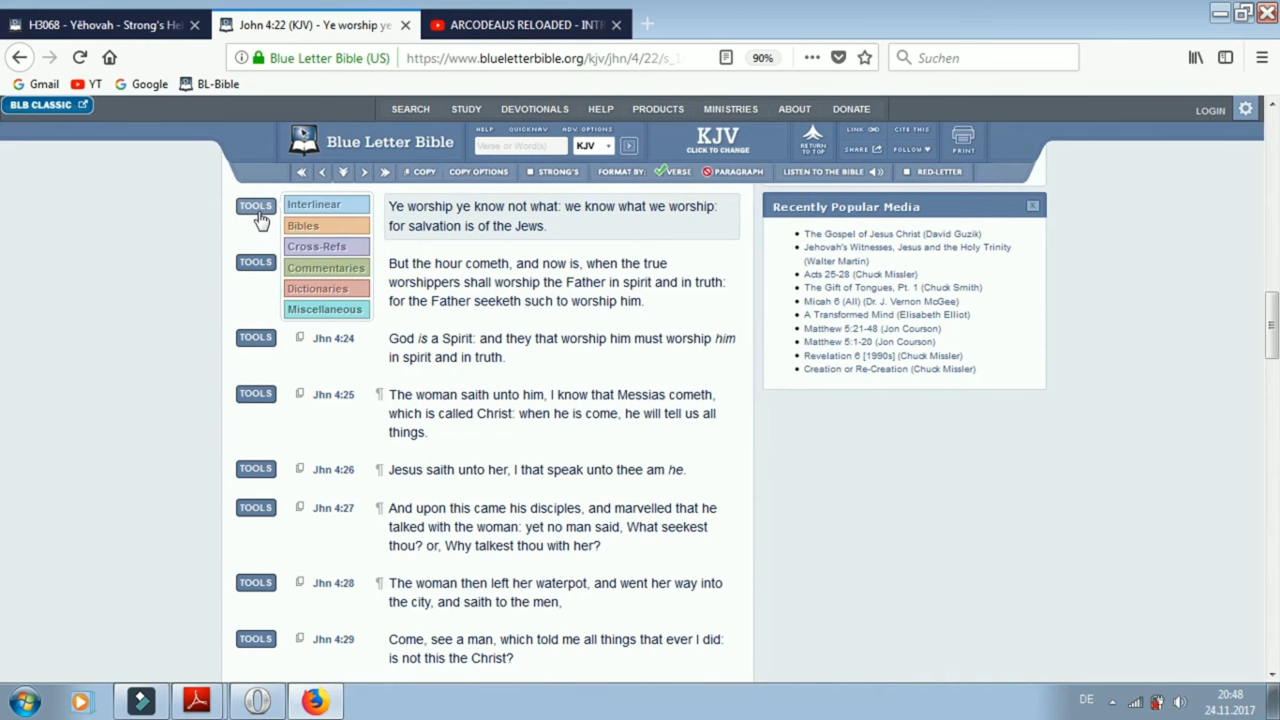 H3068 - Yĕhovah - Strong's He
John 4:22 (KJV) - Ye worship ye
ARCODEAUS RELOADED - INTR
Blue Letter Bible (US)
https://www.blueletterbible.org/kjv/jhn/4/22/s_1
90%
Suchen
Gmail
YT
Google
BL-Bible
BLB CLASSIC
SEARCH
STUDY
DEVOTIONALS
HELP
PRODUCTS
MINISTRIES
ABOUT
DONATE
LOGIN
Blue Letter Bible
HELP
QUICKNAV
ADV. OPTIONS
Verse or Word(s)
KJV
KJV
CLICK TO CHANGE
RETURN
TO TOP
LINK
SHARE
CITE THIS
FOLLOW
PRINT
COPY
COPY OPTIONS
STRONG'S
FORMAT BY:
VERSE
PARAGRAPH
LISTEN TO THE BIBLE
RED-LETTER
TOOLS
Interlinear
Bibles
Cross-Refs
Commentaries
Dictionaries
Miscellaneous
Ye worship ye know not what: we know what we worship:
for salvation is of the Jews.
TOOLS
But the hour cometh, and now is, when the true
worshippers shall worship the Father in spirit and in truth:
for the Father seeketh such to worship him.
TOOLS
Jhn 4:24
God is a Spirit: and they that worship him must worship him
in spirit and in truth.
TOOLS
Jhn 4:25
¶ The woman saith unto him, I know that Messias cometh,
which is called Christ: when he is come, he will tell us all
things.
TOOLS
Jhn 4:26
¶ Jesus saith unto her, I that speak unto thee am he.
TOOLS
Jhn 4:27
¶ And upon this came his disciples, and marvelled that he
talked with the woman: yet no man said, What seekest
thou? or, Why talkest thou with her?
TOOLS
Jhn 4:28
¶ The woman then left her waterpot, and went her way into
the city, and saith to the men,
TOOLS
Jhn 4:29
Come, see a man, which told me all things that ever I did:
is not this the Christ?
Recently Popular Media
The Gospel of Jesus Christ (David Guzik)
Jehovah's Witnesses, Jesus and the Holy Trinity
(Walter Martin)
Acts 25-28 (Chuck Missler)
The Gift of Tongues, Pt. 1 (Chuck Smith)
Micah 6 (All) (Dr. J. Vernon McGee)
A Transformed Mind (Elisabeth Elliot)
Matthew 5:21-48 (Jon Courson)
Matthew 5:1-20 (Jon Courson)
Revelation 6 [1990s] (Chuck Missler)
Creation or Re-Creation (Chuck Missler)
DE
20:48
24.11.2017